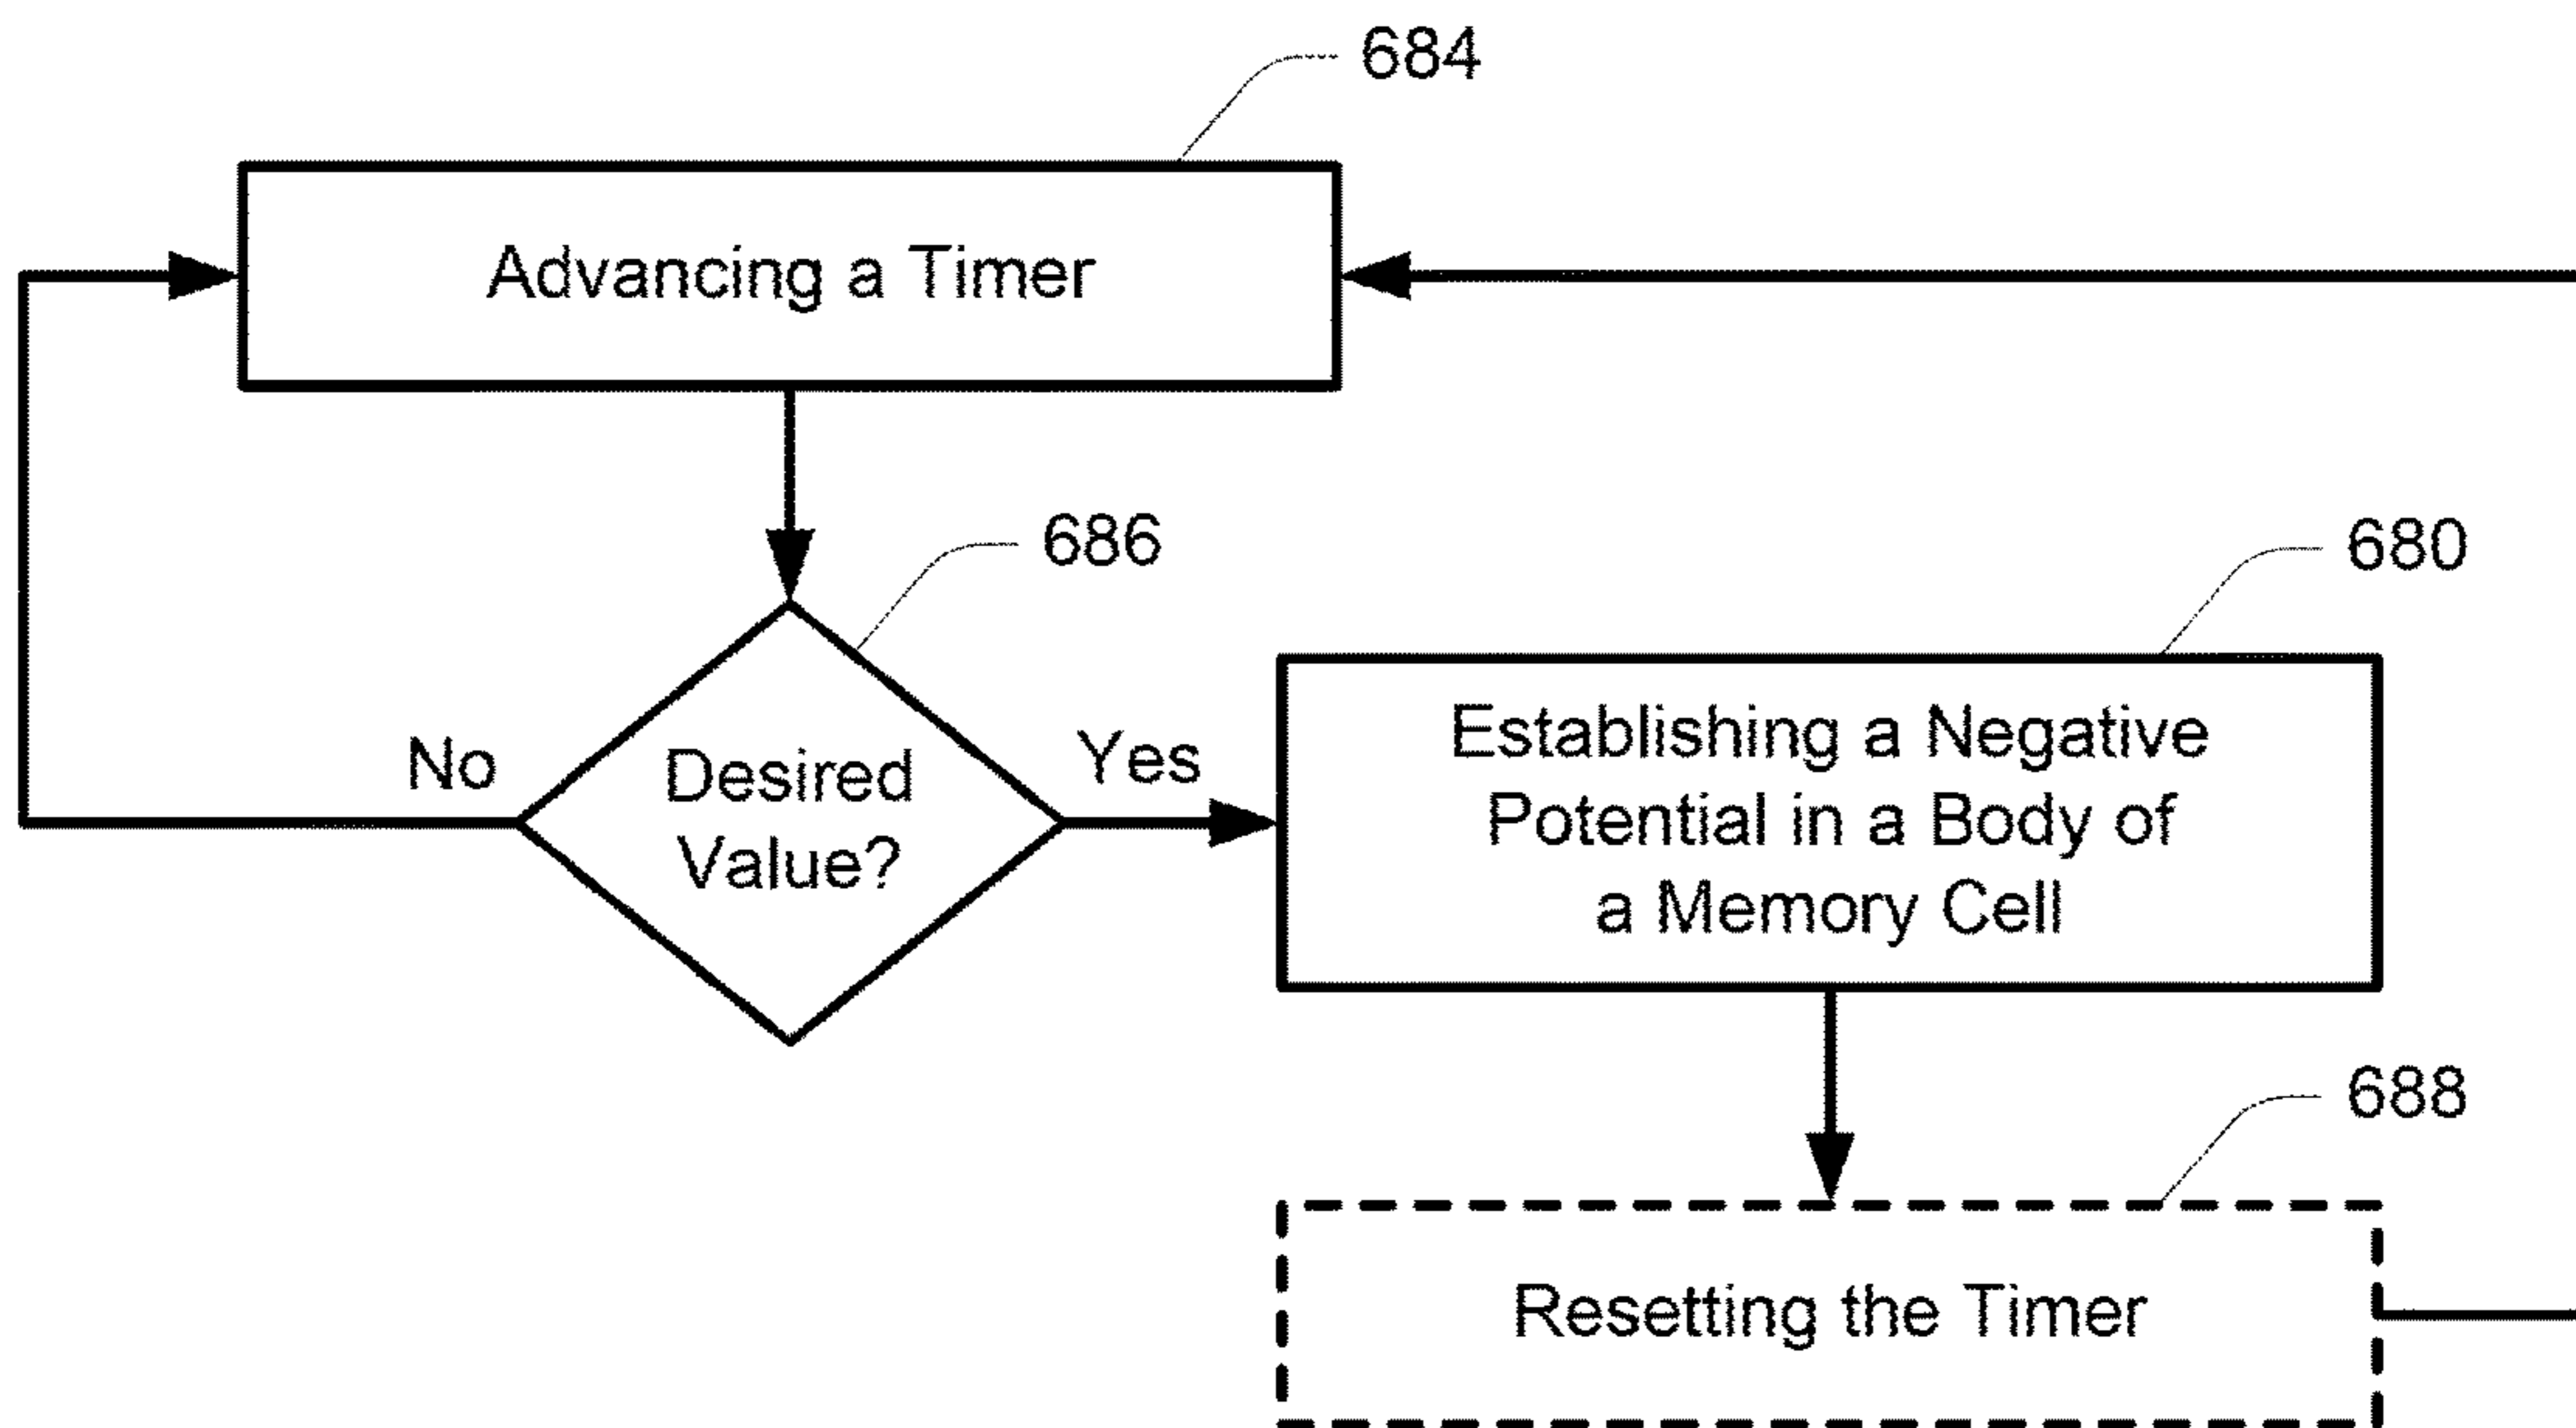 684
Advancing a Timer
686
680
No
Desired
Value?
Yes
Establishing a Negative
Potential in a Body of
a Memory Cell
688
Resetting the Timer